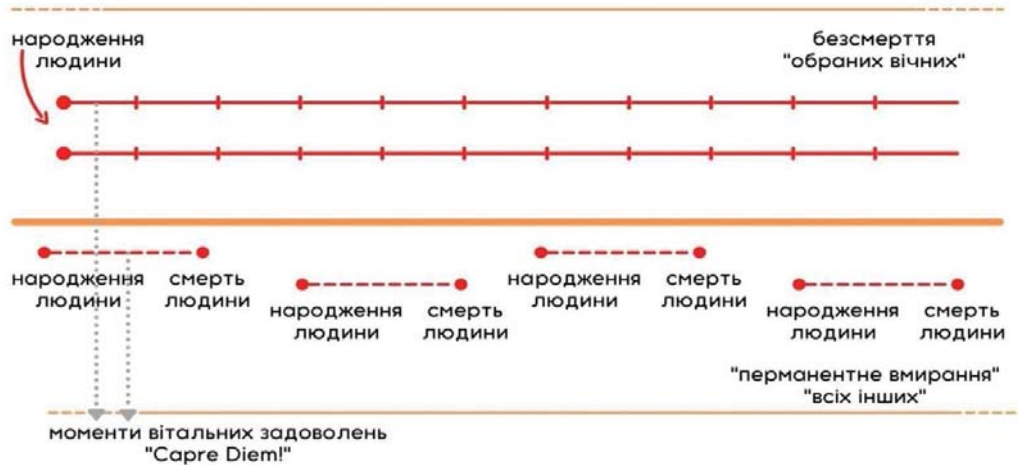 народження
людини
безсмерття
"обраних вічних"
народження
людини
смерть
людини
народження
людини
смерть
людини
народження
людини
смерть
людини
народження
людини
смерть
людини
"перманентне вмирання"
"всіх інших"
моменти вітальних задоволень
"Capre Diem!"